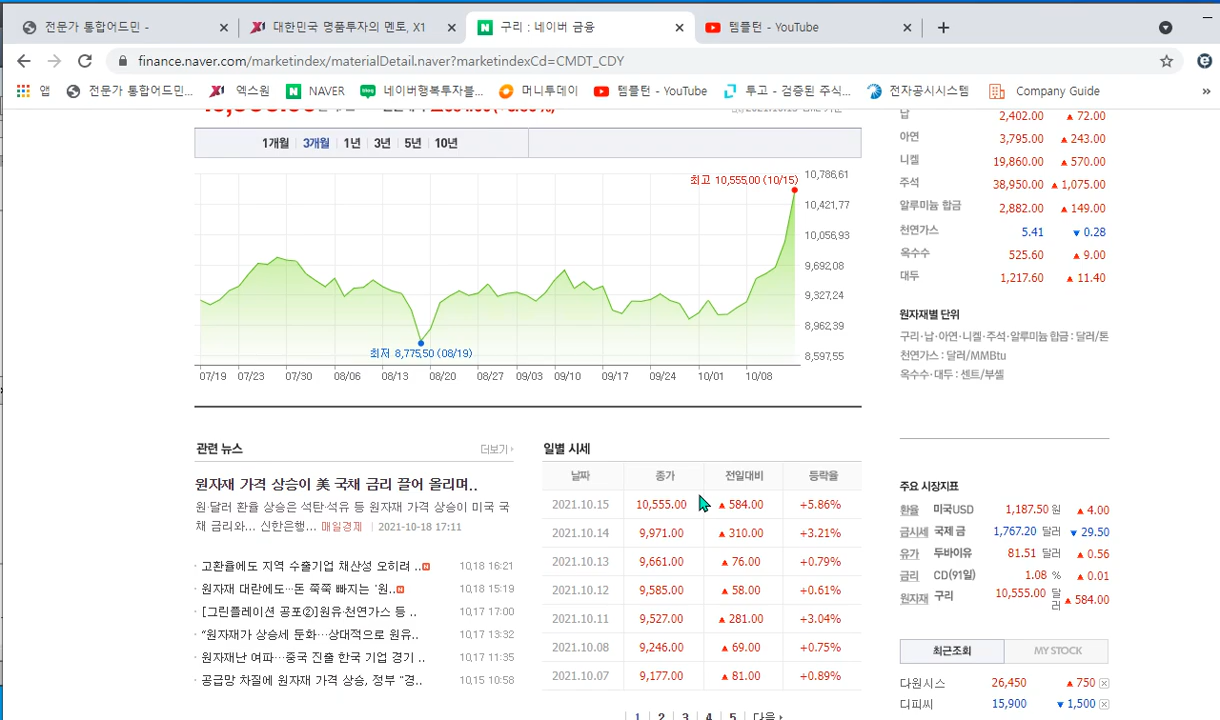 전문가 통합어드민 -
대한민국 명품투자의 멘토, X1
구리 : 네이버 금융
템플턴 - YouTube
finance.naver.com/marketindex/materialDetail.naver?marketindexCd=CMDT_CDY
앱
전문가 통합어드민...
엑스원
NAVER
네이버행복투자블...
머니투데이
템플턴 - YouTube
투고 - 검증된 주식...
전자공시시스템
Company Guide
1개월 3개월 1년 3년 5년 10년
최고 10,555.00 (10/15)
10,786.61
10,421.77
10,056.93
9,692.08
9,327.24
8,962.39
8,597.55
최저 8,775.50 (08/19)
07/19 07/23 07/30 08/06 08/13 08/20 08/27 09/03 09/10 09/17 09/24 10/01 10/08
납 2,402.00 ▲ 72.00
아연 3,795.00 ▲ 243.00
니켈 19,860.00 ▲ 570.00
주석 38,950.00 ▲ 1,075.00
알루미늄 합금 2,882.00 ▲ 149.00
천연가스 5.41 ▼ 0.28
옥수수 525.60 ▲ 9.00
대두 1,217.60 ▲ 11.40
원자재별 단위
구리·납·아연·니켈·주석·알루미늄 합금 : 달러/톤
천연가스 : 달러/MMBtu
옥수수·대두 : 센트/부셸
관련 뉴스
더보기
원자재 가격 상승이 美 국채 금리 끌어 올리며..
원·달러 환율 상승은 석탄·석유 등 원자재 가격 상승이 미국 국
채 금리와... 신한은행... 매일경제 | 2021-10-18 17:11
고환율에도 지역 수출기업 채산성 오히려 .. 10,18 16:21
원자재 대란에도…돈 쭉쭉 빠지는 '원.. 10,18 15:19
[그린플레이션 공포②]원유·천연가스 등 .. 10,17 17:00
“원자재가 상승세 둔화…상대적으로 원유.. 10,17 13:32
원자재난 여파…중국 진출 한국 기업 경기 .. 10,17 11:35
공급망 차질에 원자재 가격 상승, 정부 “경.. 10,15 10:58
일별 시세
날짜 종가 전일대비 등락율
2021.10.15 10,555.00 ▲ 584.00 +5.86%
2021.10.14 9,971.00 ▲ 310.00 +3.21%
2021.10.13 9,661.00 ▲ 76.00 +0.79%
2021.10.12 9,585.00 ▲ 58.00 +0.61%
2021.10.11 9,527.00 ▲ 281.00 +3.04%
2021.10.08 9,246.00 ▲ 69.00 +0.75%
2021.10.07 9,177.00 ▲ 81.00 +0.89%
1 2 3 4 5 다음
주요 시장지표
환율 미국USD 1,187.50 원 ▲ 4.00
금시세 국제 금 1,767.20 달러 ▼ 29.50
유가 두바이유 81.51 달러 ▲ 0.56
금리 CD(91일) 1.08 % ▲ 0.01
원자재 구리 10,555.00 달러 ▲ 584.00
최근조회 MY STOCK
다원시스 26,450 ▲ 750
디피씨 15,900 ▼ 1,500